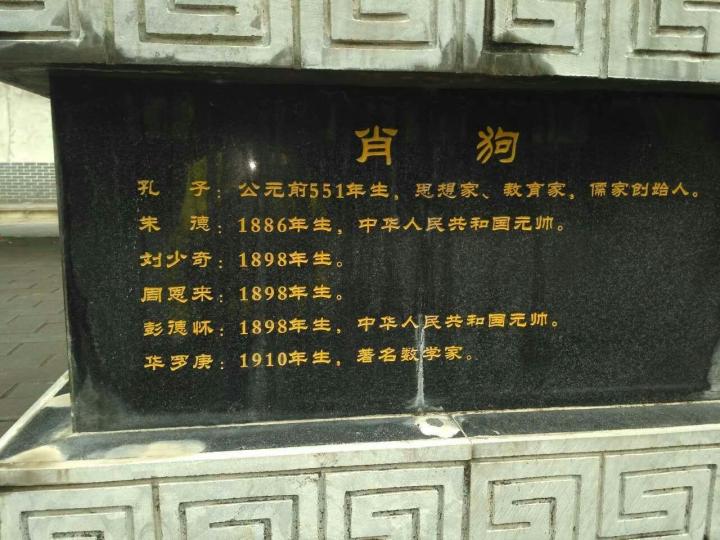 肖 狗
孔 子：公元前551年生，思想家、教育家，儒家创始人。
朱 德：1886年生，中华人民共和国元帅。
刘少奇：1898年生。
周恩来：1898年生。
彭德怀：1898年生，中华人民共和国元帅。
华罗庚：1910年生，著名数学家。